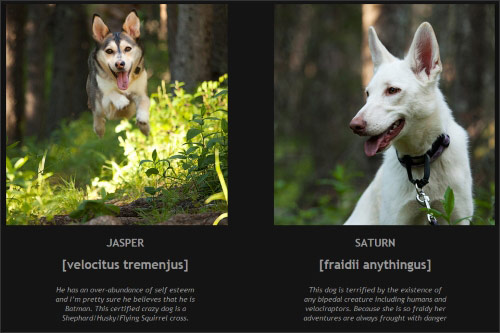 JASPER
[velocitus tremenjus]
He has an over-abundance of self esteem
and I'm pretty sure he believes that he is
Batman. This certified crazy dog is a
Shephard/Husky/Flying Squirrel cross.
SATURN
[fraidii anythingus]
This dog is terrified by the existence of
any bipedal creature including humans and
velociraptors. Because she is so fraidy her
adventures are always fraught with danger